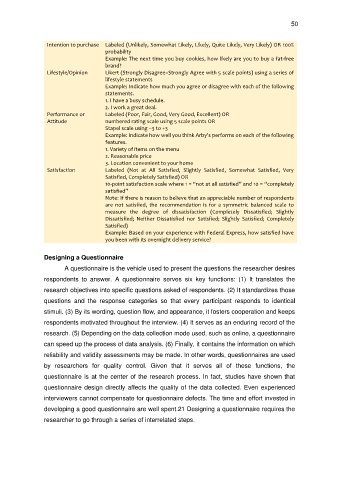 50
Intention to purchase Labeled (Unlikely, Somewhat Likely, Likely, Quite Likely, Very Likely) OR 100%
probability
Example: The next time you buy cookies, how likely are you to buy a fat-free
brand?
Lifestyle/Opinion Likert (Strongly Disagree–Strongly Agree with 5 scale points) using a series of
lifestyle statements
Example: Indicate how much you agree or disagree with each of the following
statements.
1. I have a busy schedule.
2. I work a great deal.
Performance or Labeled (Poor, Fair, Good, Very Good, Excellent) OR
Attitude numbered rating scale using 5 scale points OR
Stapel scale using -3 to +3
Example: Indicate how well you think Arby's performs on each of the following
features.
1. Variety of items on the menu
2. Reasonable price
3. Location convenient to your home
Satisfaction Labeled (Not at All Satisfied, Slightly Satisfied, Somewhat Satisfied, Very
Satisfied, Completely Satisfied) OR
10-point satisfaction scale where 1 = "not at all satisfied" and 10 = "completely
satisfied"
Note: If there is reason to believe that an appreciable number of respondents
are not satisfied, the recommendation is for a symmetric balanced scale to
measure the degree of dissatisfaction (Completely Dissatisfied; Slightly
Dissatisfied; Neither Dissatisfied nor Satisfied; Slightly Satisfied; Completely
Satisfied)
Example: Based on your experience with Federal Express, how satisfied have
you been with its overnight delivery service?
Designing a Questionnaire
A questionnaire is the vehicle used to present the questions the researcher desires
respondents to answer. A questionnaire serves six key functions: (1) It translates the
research objectives into specific questions asked of respondents. (2) It standardizes those
questions and the response categories so that every participant responds to identical
stimuli. (3) By its wording, question flow, and appearance, it fosters cooperation and keeps
respondents motivated throughout the interview. (4) It serves as an enduring record of the
research. (5) Depending on the data collection mode used, such as online, a questionnaire
can speed up the process of data analysis. (6) Finally, it contains the information on which
reliability and validity assessments may be made. In other words, questionnaires are used
by researchers for quality control. Given that it serves all of these functions, the
questionnaire is at the center of the research process. In fact, studies have shown that
questionnaire design directly affects the quality of the data collected. Even experienced
interviewers cannot compensate for questionnaire defects. The time and effort invested in
developing a good questionnaire are well spent.21 Designing a questionnaire requires the
researcher to go through a series of interrelated steps.